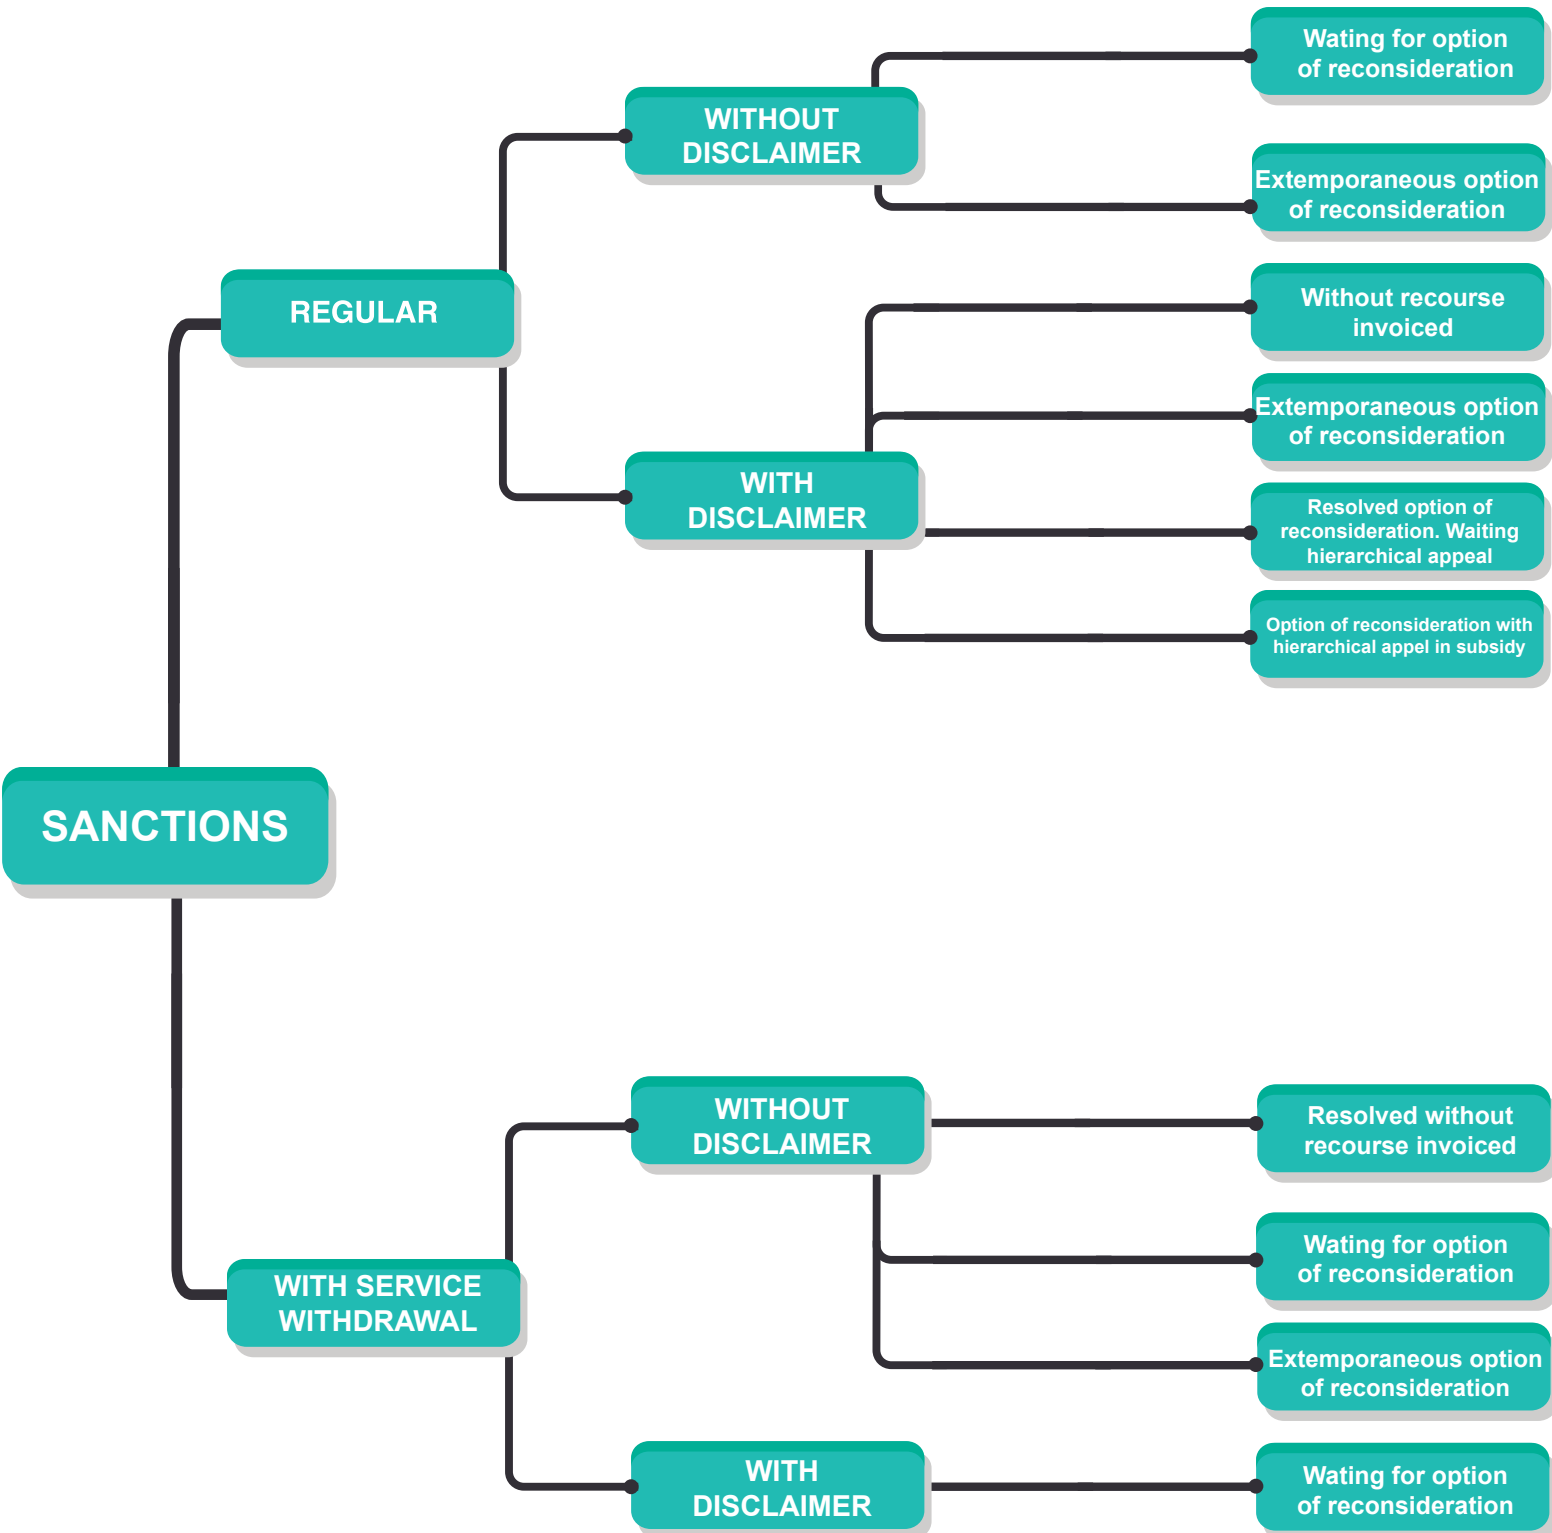 Wating for option
of reconsideration
WITHOUT
DISCLAIMER
Extemporaneous option
of reconsideration
REGULAR
Without recourse
invoiced
Extemporaneous option
of reconsideration
WITH
DISCLAIMER
Resolved option of
reconsideration. Waiting
hierarchical appeal
Option of reconsideration with
hierarchical appel in subsidy
SANCTIONS
WITHOUT
DISCLAIMER
Resolved without
recourse invoiced
Wating for option
of reconsideration
WITH SERVICE
WITHDRAWAL
Extemporaneous option
of reconsideration
WITH
DISCLAIMER
Wating for option
of reconsideration